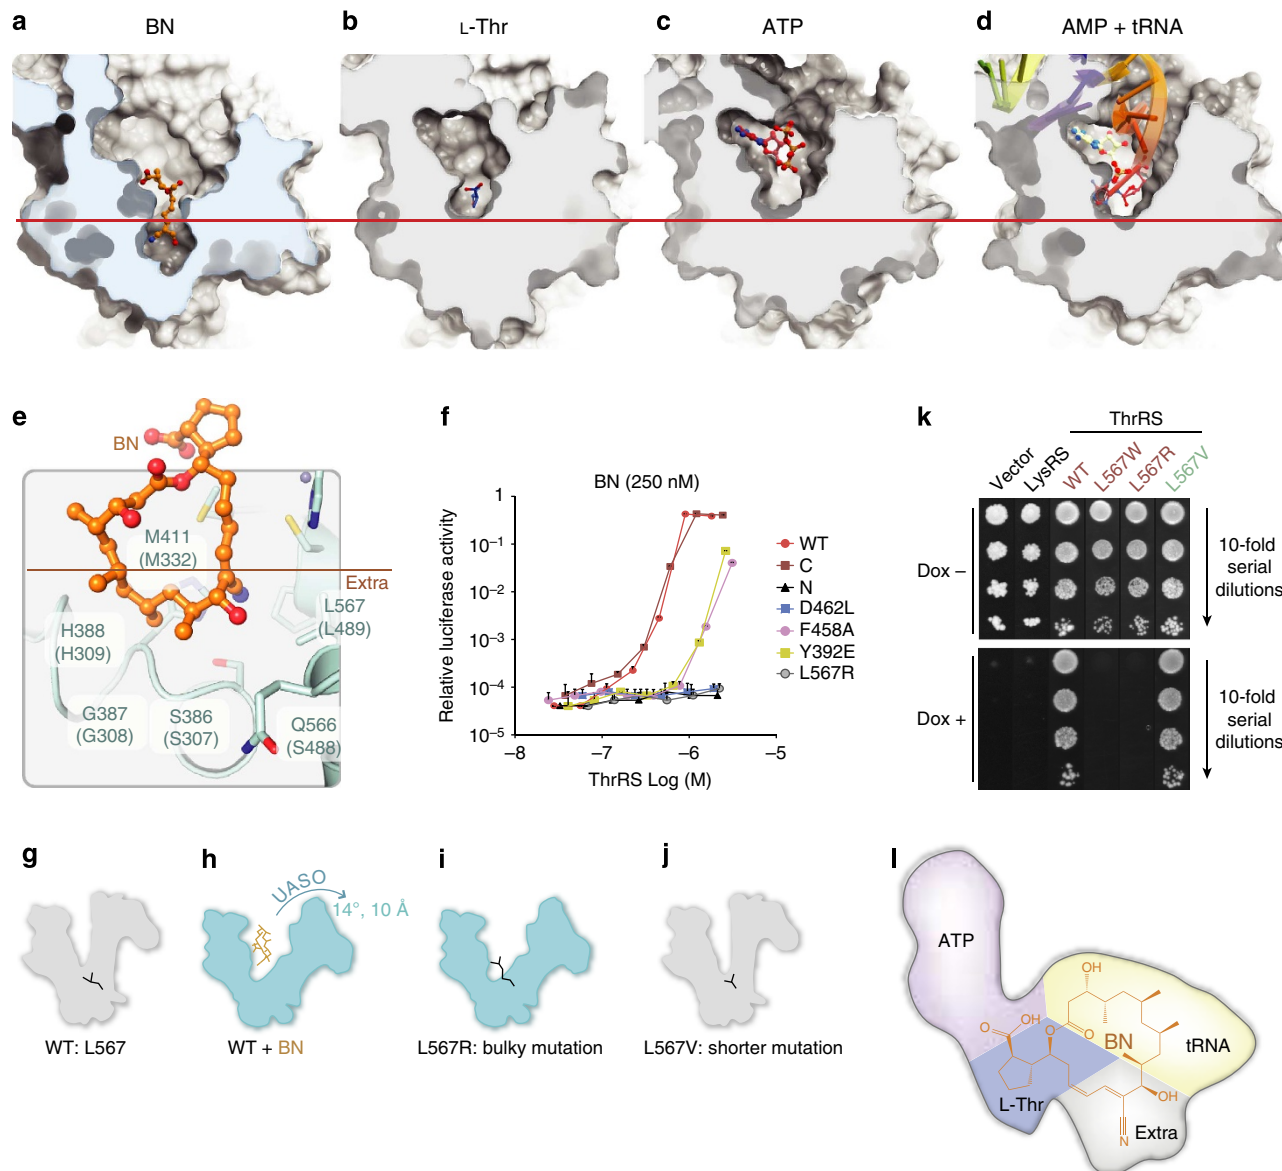 a BN
b L-Thr
c ATP
d AMP + tRNA
e
BN
M411
(M332)
Extra
L567
(L489)
H388
(H309)
G387
(G308)
S386
(S307)
Q566
(S488)
f
BN (250 nM)
Relative luciferase activity
1
10−1
10−2
10−3
10−4
10−5
−8 −7 −6 −5
ThrRS Log (M)
WT
C
N
D462L
F458A
Y392E
L567R
k
ThrRS
Vector LysRS WT L567W L567R L567V
Dox −
10-fold
serial
dilutions
Dox +
10-fold
serial
dilutions
g
WT: L567
h
UASO
14°, 10 Å
WT + BN
i
L567R: bulky mutation
j
L567V: shorter mutation
l
ATP
OH
OH
O
O
O
BN
tRNA
L-Thr
OH
Extra
N